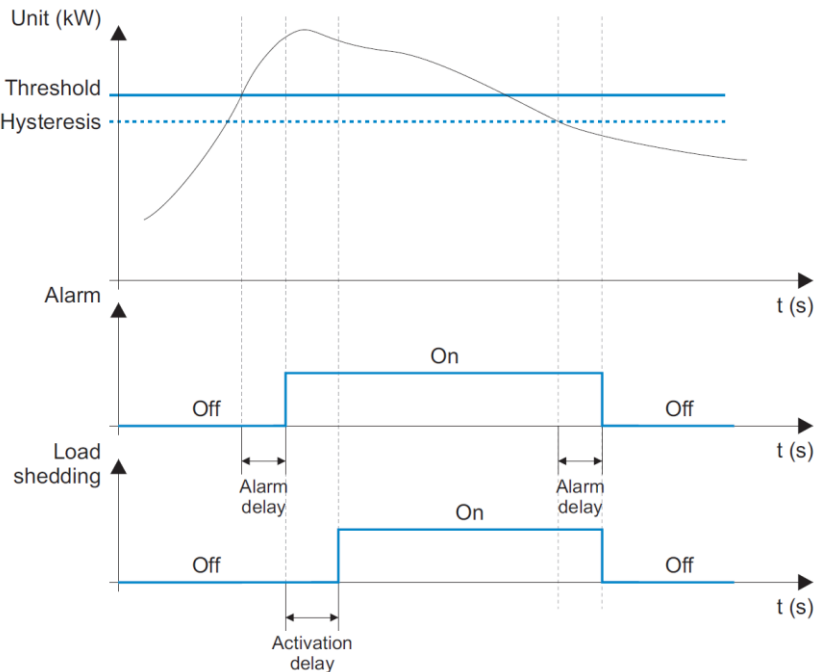 Unit (kW)
Threshold
Hysteresis
t (s)
Alarm
On
Off
Off
t (s)
Load
shedding
Alarm
delay
Alarm
delay
On
Off
Off
t (s)
Activation
delay